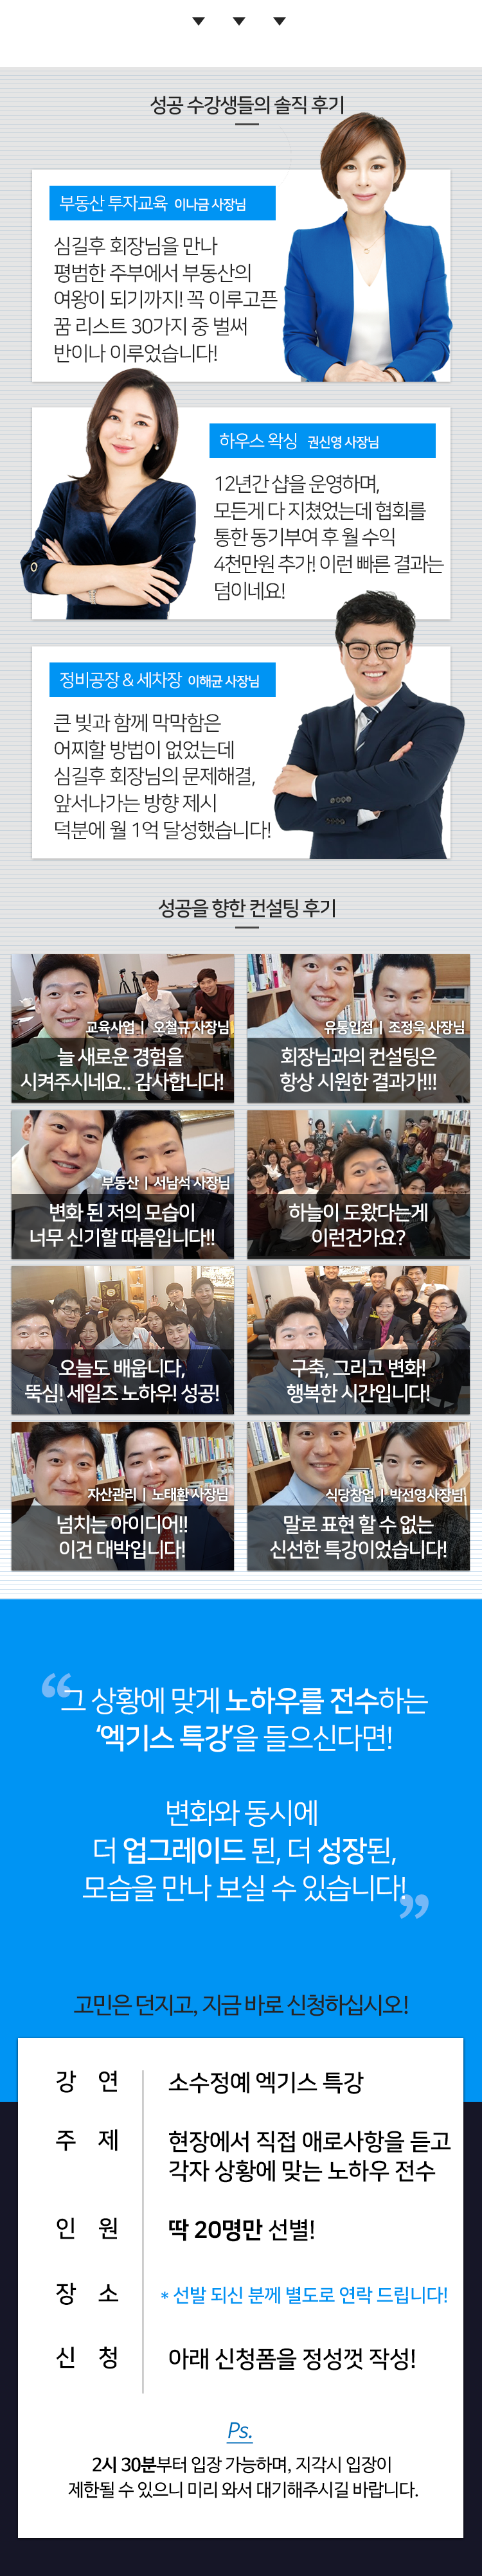 성공 수강생들의 솔직 후기
부동산 투자교육 이나금 사장님
심길후 회장님을 만나
평범한 주부에서 부동산의
여왕이 되기까지! 꼭 이루고픈
꿈 리스트 30가지 중 벌써
반이나 이루었습니다!
하우스 왁싱 권신영 사장님
12년간 샵을 운영하며,
모든게 다 지쳤었는데 협회를
통한 동기부여 후 월 수익
4천만원 추가! 이런 빠른 결과는
덤이네요!
정비공장 & 세차장 이해균 사장님
큰 빚과 함께 막막함은
어찌할 방법이 없었는데
심길후 회장님의 문제해결,
앞서나가는 방향 제시
덕분에 월 1억 달성했습니다!
성공을 향한 컨설팅 후기
교육사업 | 오철규 사장님
늘 새로운 경험을
시켜주시네요.. 감사합니다!
유통입점 | 조정욱 사장님
회장님과의 컨설팅은
항상 시원한 결과가!!!
부동산 | 서남석 사장님
변화 된 저의 모습이
너무 신기할 따름입니다!!
하늘이 도왔다는게
이런건가요?
오늘도 배웁니다,
뚝심! 세일즈 노하우! 성공!
구축, 그리고 변화!
행복한 시간입니다!
자산관리 | 노태환 사장님
넘치는 아이디어!!
이건 대박입니다!
식당창업 | 박선영사장님
말로 표현 할 수 없는
신선한 특강이었습니다!
“그 상황에 맞게 노하우를 전수하는
‘엑기스 특강’을 들으신다면!
변화와 동시에
더 업그레이드 된, 더 성장된,
모습을 만나 보실 수 있습니다!”
고민은 던지고, 지금 바로 신청하십시오!
강 연 소수정예 엑기스 특강
주 제 현장에서 직접 애로사항을 듣고
각자 상황에 맞는 노하우 전수
인 원 딱 20명만 선별!
장 소 * 선발 되신 분께 별도로 연락 드립니다!
신 청 아래 신청폼을 정성껏 작성!
Ps.
2시 30분부터 입장 가능하며, 지각시 입장이
제한될 수 있으니 미리 와서 대기해주시길 바랍니다.